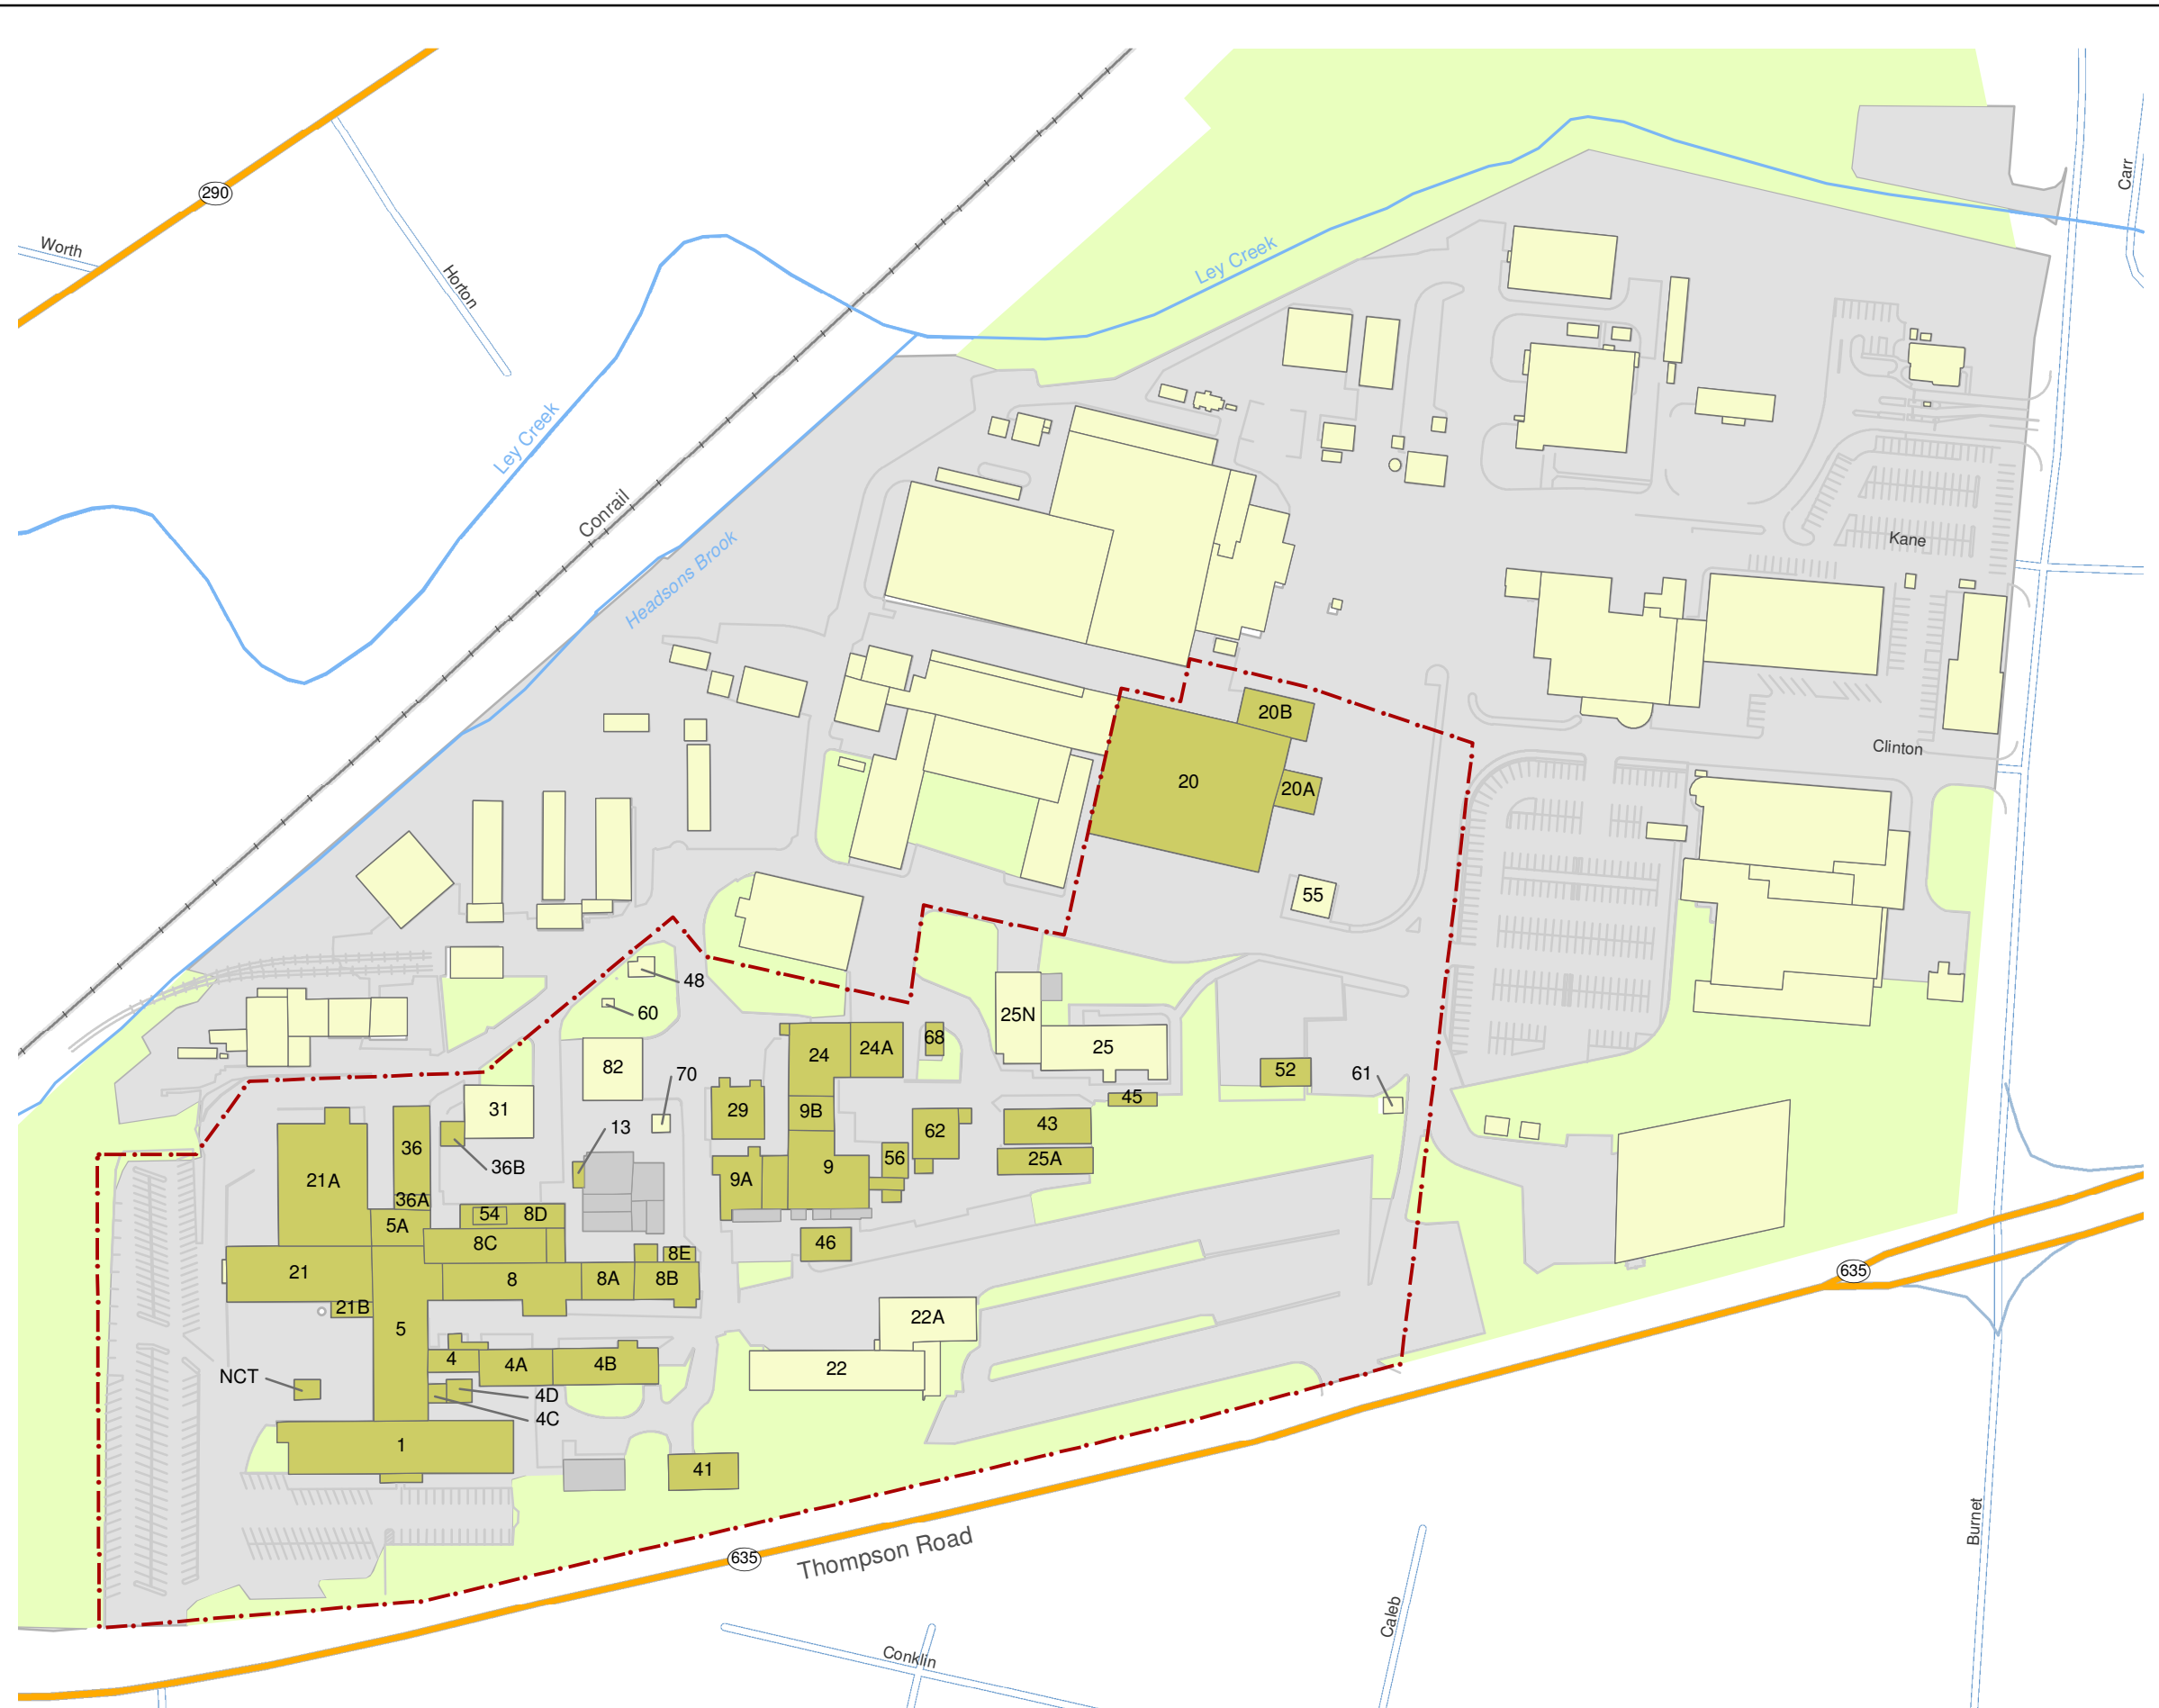 290
Worth
Horton
Carr
Ley Creek
Ley Creek
Conrail
Headsons Brook
Kane
Clinton
20B
20
20A
55
48
60
25N
25
68
24
24A
82
70
52
61
31
29
9B
45
43
62
13
36
36B
56
25A
21A
9A
9
36A
5A
54
8D
8C
46
8E
21
8
8A
8B
635
21B
5
22A
4
4A
4B
22
NCT
4D
4C
1
41
635
Thompson Road
Burnet
Caleb
Conklin